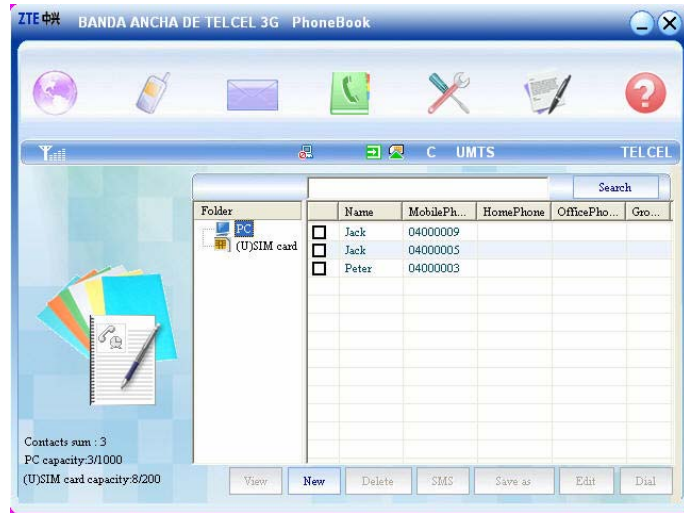 ZTE中兴 BANDA ANCHA DE TELCEL 3G PhoneBook
C UMTS TELCEL
Search
Folder Name MobilePh... HomePhone OfficePho... Gro...
PC
(U)SIM card
Jack 04000009
Jack 04000005
Peter 04000003
Contacts sum : 3
PC capacity:3/1000
(U)SIM card capacity:8/200
View New Delete SMS Save as Edit Dial